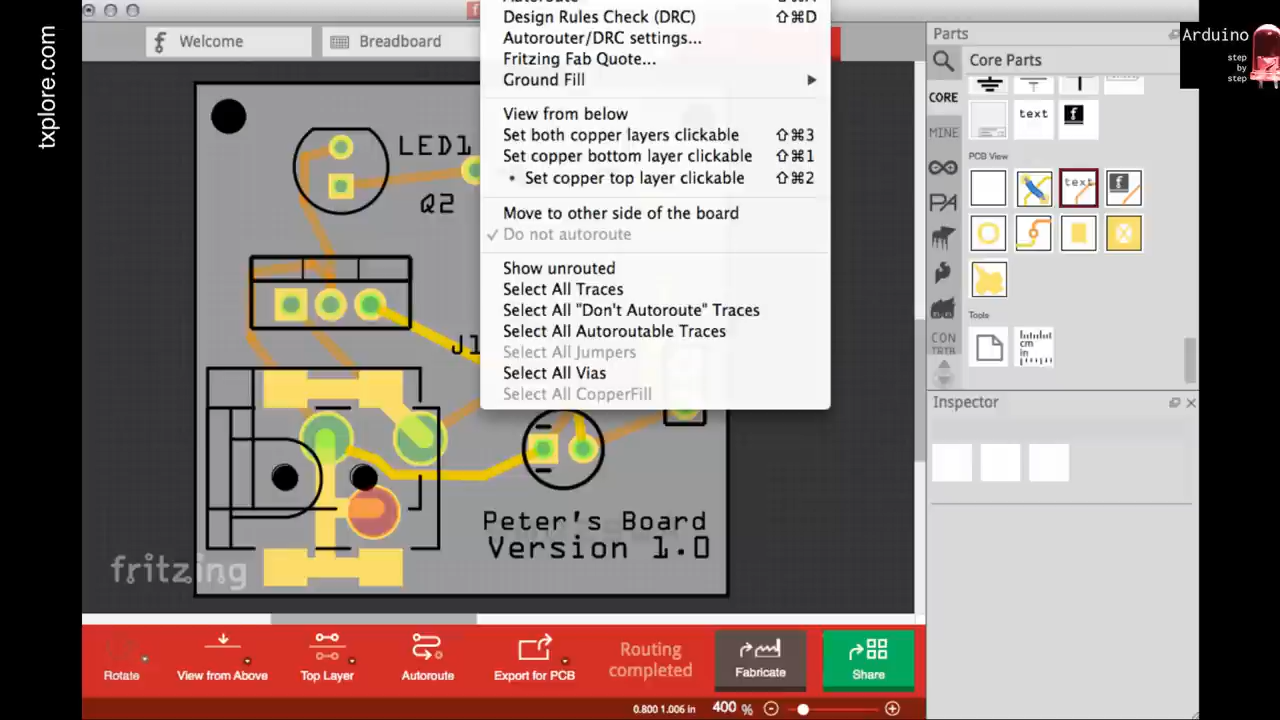 txplore.com
Welcome
Breadboard
Design Rules Check (DRC) ⇧⌘D
Autorouter/DRC settings...
Fritzing Fab Quote...
Ground Fill
View from below
Set both copper layers clickable ⇧⌘3
Set copper bottom layer clickable ⇧⌘1
• Set copper top layer clickable ⇧⌘2
Move to other side of the board
✓ Do not autoroute
Show unrouted
Select All Traces
Select All "Don't Autoroute" Traces
Select All Autoroutable Traces
Select All Jumpers
Select All Vias
Select All CopperFill
LED1
Q2
J1
Peter's Board
Version 1.0
fritzing
Parts
Core Parts
CORE
MINE
PA
CONTRIB
text
PCB View
text
Tools
cm
in
Inspector
Arduino
step
by
step
Rotate
View from Above
Top Layer
Autoroute
Export for PCB
Routing
completed
Fabricate
Share
0.800 1.006 in
400 %